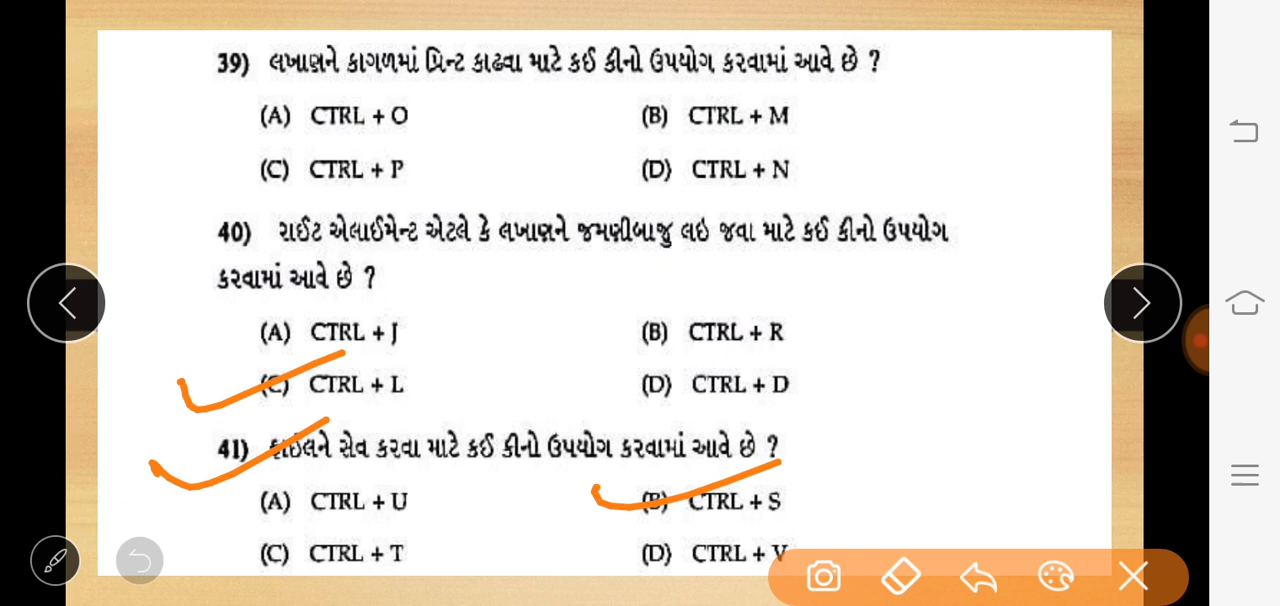 39) લખાણને કાગળમાં પ્રિન્ટ કાઢવા માટે કઈ કીનો ઉપયોગ કરવામાં આવે છે ?
(A) CTRL + O (B) CTRL + M
(C) CTRL + P (D) CTRL + N
40) રાઈટ એલાઈમેન્ટ એટલે કે લખાણને જમણીબાજુ લઇ જવા માટે કઈ કીનો ઉપયોગ
કરવામાં આવે છે ?
(A) CTRL + J (B) CTRL + R
(C) CTRL + L (D) CTRL + D
41) ફાઇલને સેવ કરવા માટે કઈ કીનો ઉપયોગ કરવામાં આવે છે ?
(A) CTRL + U (B) CTRL + S
(C) CTRL + T (D) CTRL + V